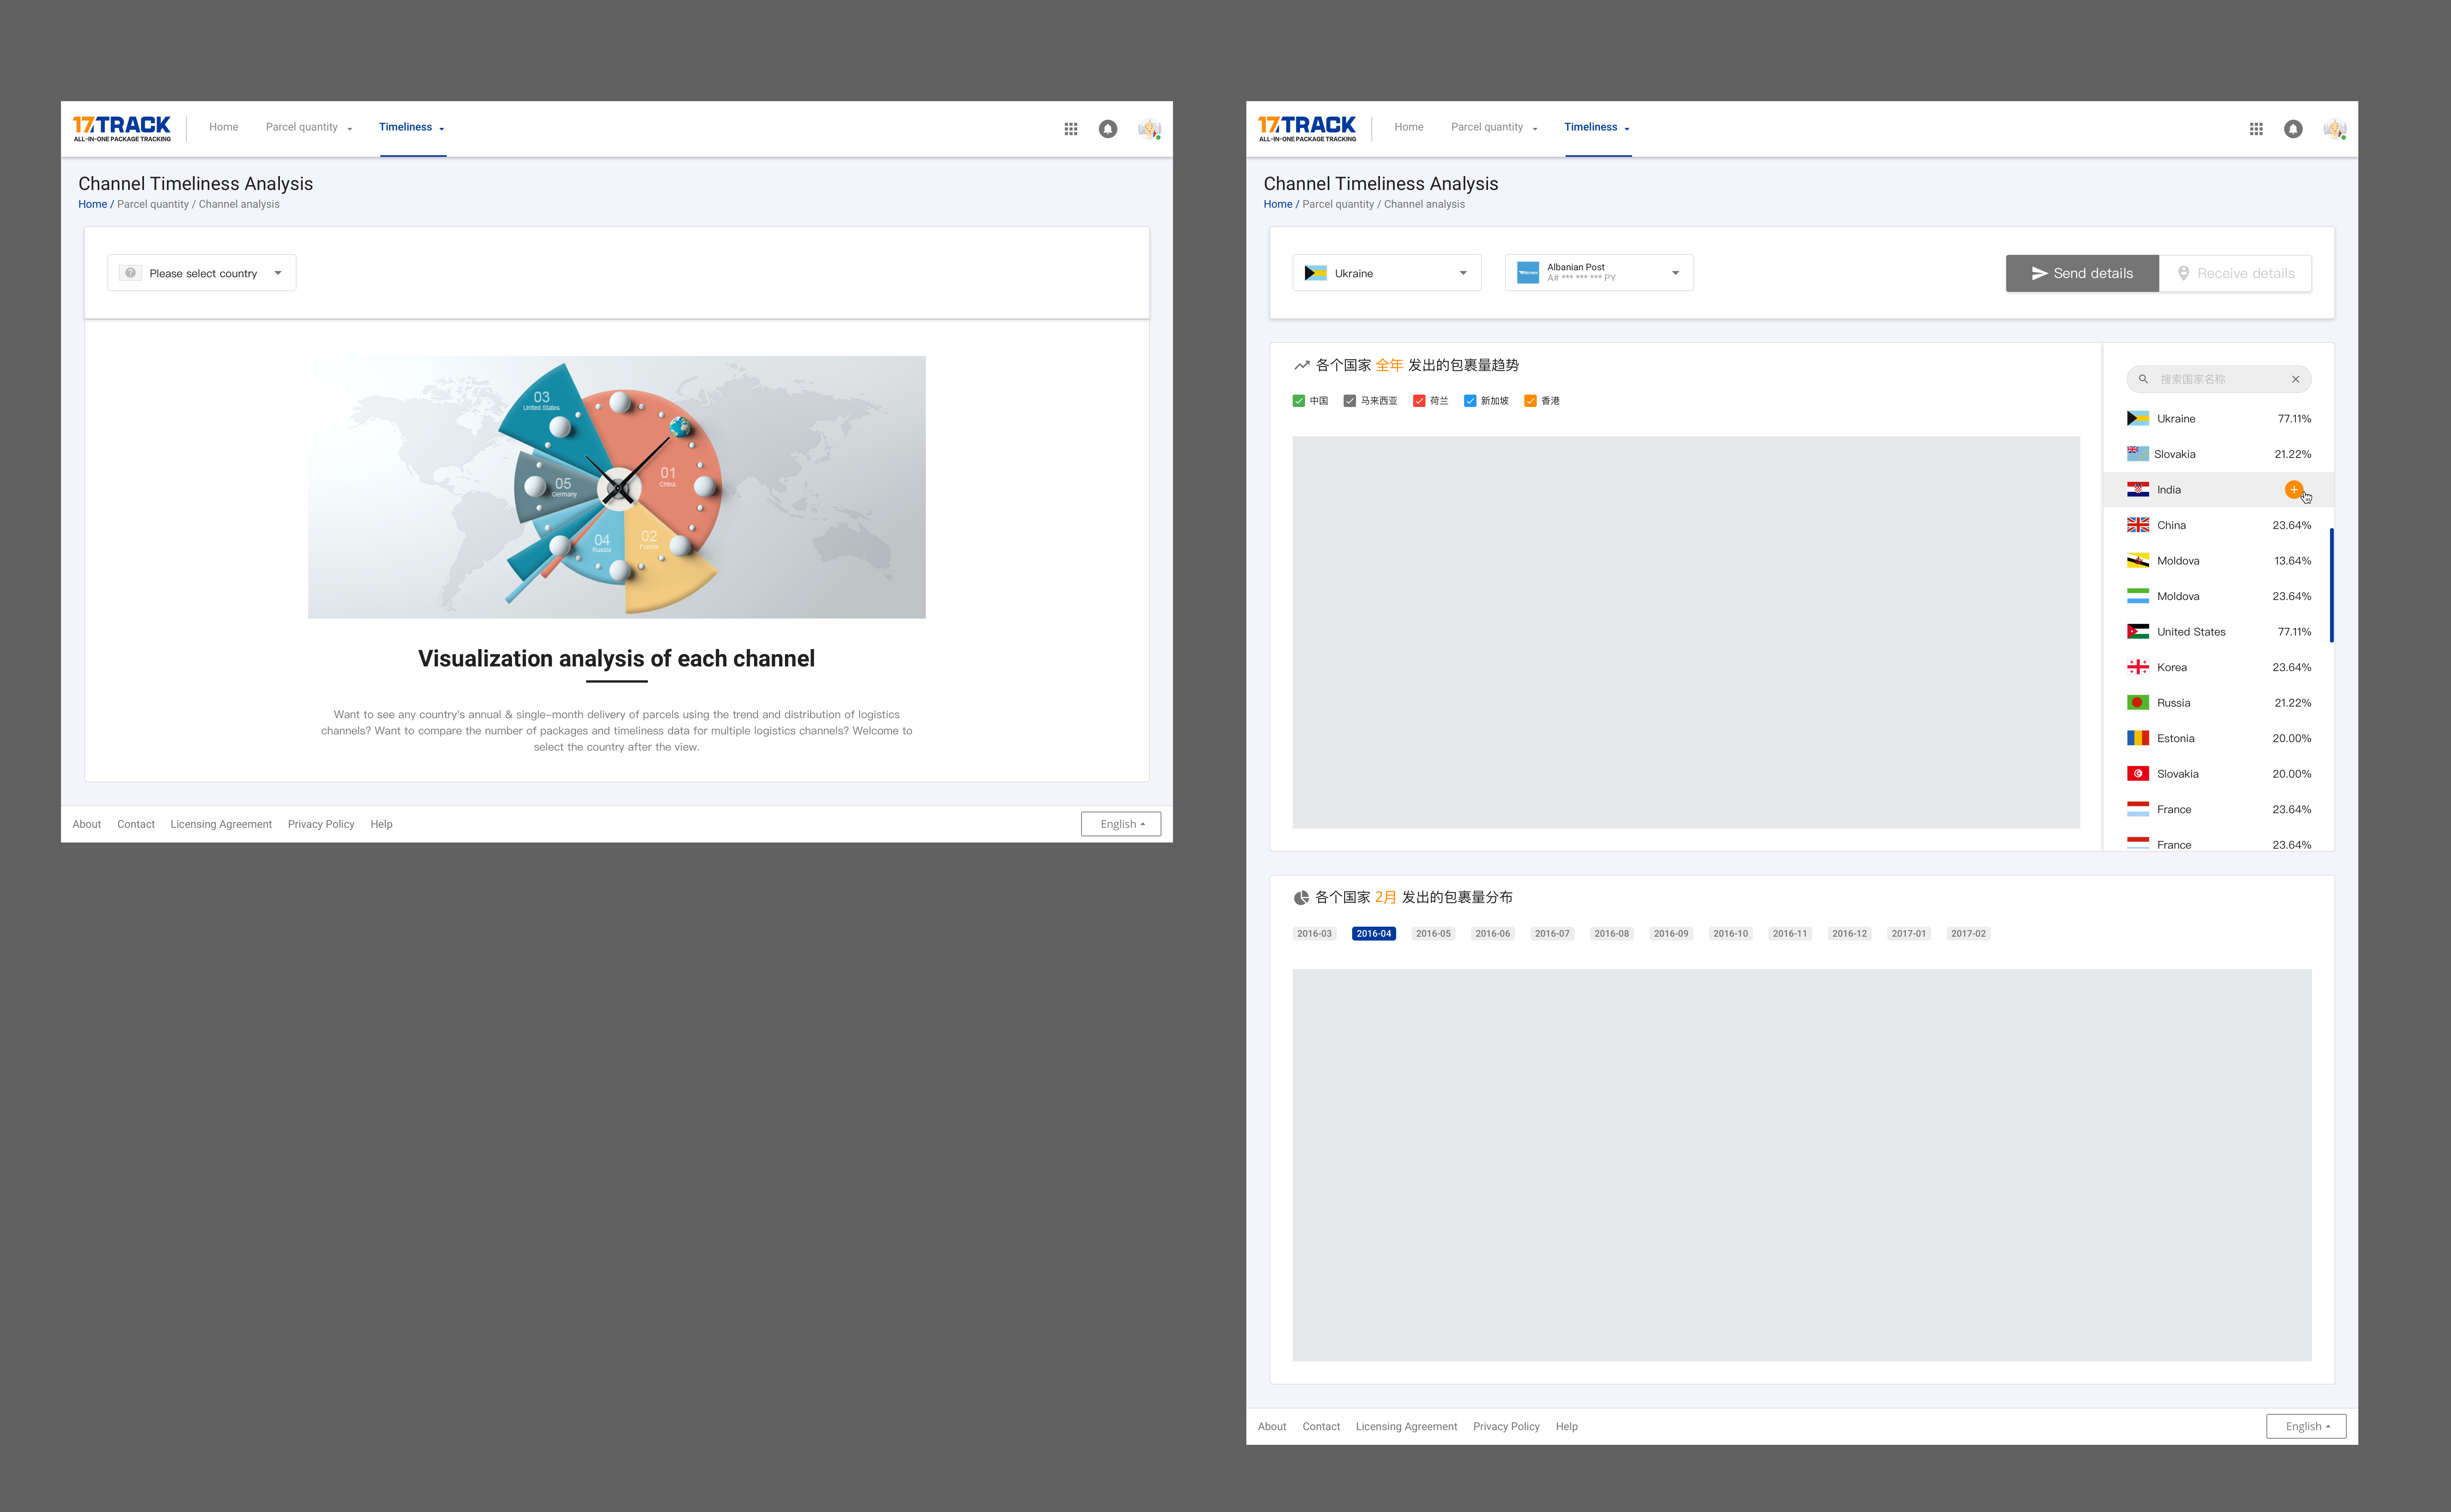 17TRACK
ALL-IN-ONE PACKAGE TRACKING
Home
Parcel quantity
Timeliness
Channel Timeliness Analysis
Home / Parcel quantity / Channel analysis
Please select country
03
United States
01
China
05
Germany
04
Russia
02
France
Visualization analysis of each channel
Want to see any country's annual & single-month delivery of parcels using the trend and distribution of logistics
channels? Want to compare the number of packages and timeliness data for multiple logistics channels? Welcome to
select the country after the view.
About
Contact
Licensing Agreement
Privacy Policy
Help
English
17TRACK
ALL-IN-ONE PACKAGE TRACKING
Home
Parcel quantity
Timeliness
Channel Timeliness Analysis
Home / Parcel quantity / Channel analysis
Ukraine
Albanian Post
A# *** *** *** PY
Send details
Receive details
各个国家 全年 发出的包裹量趋势
中国
马来西亚
荷兰
新加坡
香港
搜索国家名称
Ukraine 77.11%
Slovakia 21.22%
India
China 23.64%
Moldova 13.64%
Moldova 23.64%
United States 77.11%
Korea 23.64%
Russia 21.22%
Estonia 20.00%
Slovakia 20.00%
France 23.64%
France 23.64%
各个国家 2月 发出的包裹量分布
2016-03
2016-04
2016-05
2016-06
2016-07
2016-08
2016-09
2016-10
2016-11
2016-12
2017-01
2017-02
About
Contact
Licensing Agreement
Privacy Policy
Help
English